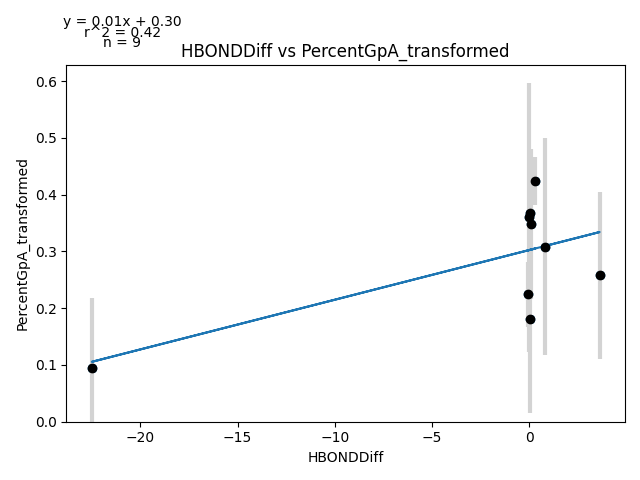 y = 0.01x + 0.30
r^2 = 0.42
n = 9
HBONDDiff vs PercentGpA_transformed
PercentGpA_transformed
0.6
0.5
0.4
0.3
0.2
0.1
0.0
−20
−15
−10
−5
0
HBONDDiff